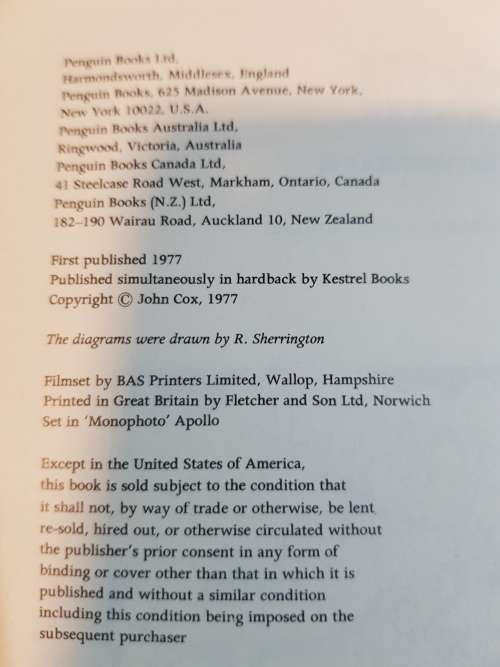 Penguin Books Ltd,
Harmondsworth, Middlesex, England
Penguin Books, 625 Madison Avenue, New York,
New York 10022, U.S.A.
Penguin Books Australia Ltd,
Ringwood, Victoria, Australia
Penguin Books Canada Ltd,
41 Steelcase Road West, Markham, Ontario, Canada
Penguin Books (N.Z.) Ltd,
182–190 Wairau Road, Auckland 10, New Zealand
First published 1977
Published simultaneously in hardback by Kestrel Books
Copyright © John Cox, 1977
The diagrams were drawn by R. Sherrington
Filmset by BAS Printers Limited, Wallop, Hampshire
Printed in Great Britain by Fletcher and Son Ltd, Norwich
Set in ‘Monophoto’ Apollo
Except in the United States of America,
this book is sold subject to the condition that
it shall not, by way of trade or otherwise, be lent
re-sold, hired out, or otherwise circulated without
the publisher’s prior consent in any form of
binding or cover other than that in which it is
published and without a similar condition
including this condition being imposed on the
subsequent purchaser